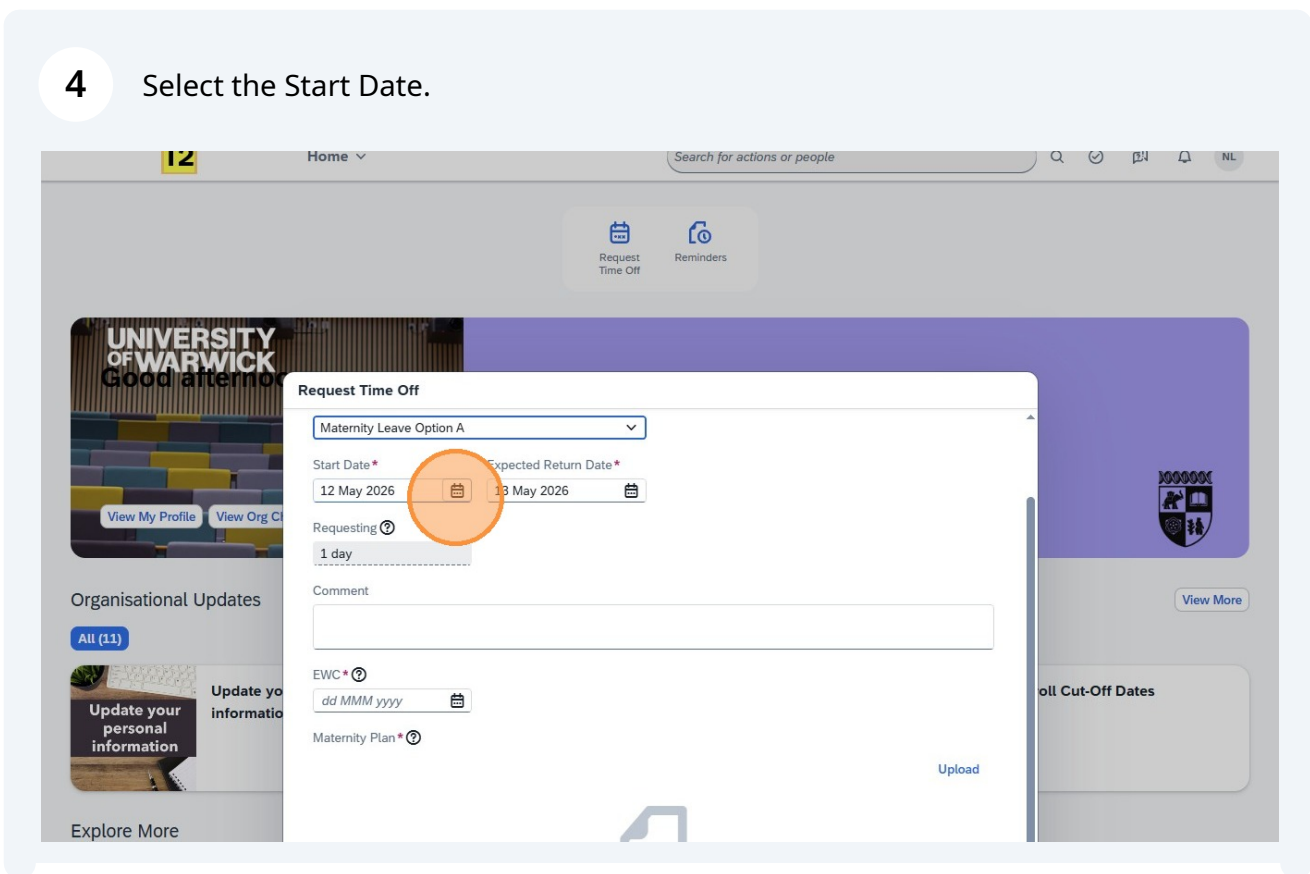 4 Select the Start Date.
12 Home Search for actions or people NL
Request Time Off
Reminders
UNIVERSITY
OF WARWICK
View My Profile View Org
Request Time Off
Maternity Leave Option A
Start Date* Expected Return Date*
12 May 2026 13 May 2026
Requesting
1 day
Comment
EWC*
dd MMM yyyy
Maternity Plan*
Upload
Organisational Updates View More
All (11)
Update your
personal
information
Update
Cut-Off Dates
Explore More